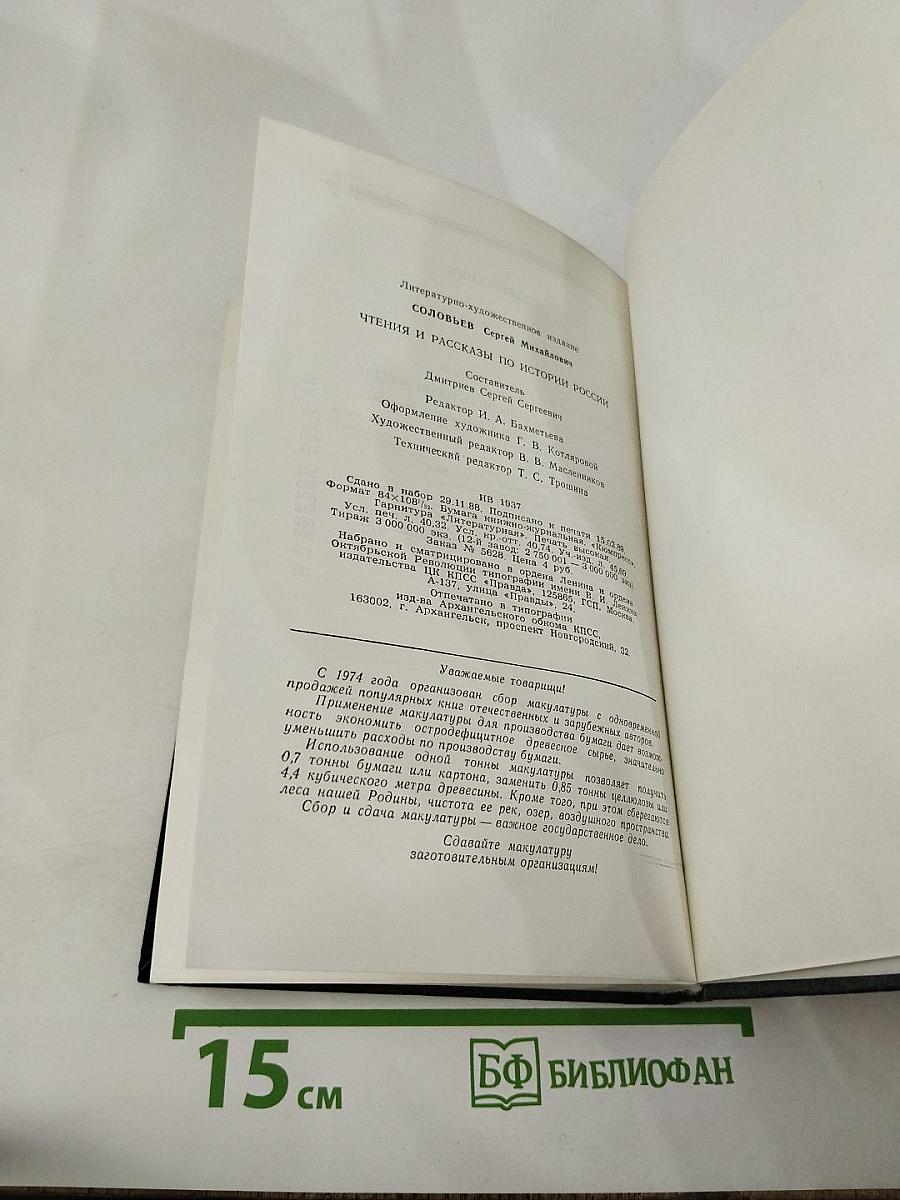 Литературно-художественное издание
СОЛОВЬЕВ Сергей Михайлович
ЧТЕНИЯ И РАССКАЗЫ ПО ИСТОРИИ РОССИИ
Составитель
Дмитриев Сергей Сергеевич
Редактор И. А. Бахметьева
Оформление художника Г. В. Котляровой
Художественный редактор В. В. Масленников
Технический редактор Т. С. Трошина
ИВ 1937
Сдано в набор 29.11.88. Подписано к печати 15.02.89.
Формат 84×108¹/₃₂. Бумага книжно-журнальная. «Кюмпресс».
Гарнитура «Литературная». Печать высокая.
Усл. печ. л. 40,32. Усл. кр.-отт. 40,74. Уч.-изд. л. 45,60
Тираж 3 000 000 экз. (12-й завод: 2 750 001 — 3 000 000 экз)
Заказ № 5628. Цена 4 руб.
Набрано и сматрицировано в ордена Ленина и ордена
Октябрьской Революции типографии имени В. И. Ленина
издательства ЦК КПСС «Правда». 125865, ГСП, Москва,
А-137, улица «Правды», 24.
Отпечатано в типографии
изд-ва Архангельского обкома КПСС,
163002, г. Архангельск, проспект Новгородский, 32.
Уважаемые товарищи!
С 1974 года организован сбор макулатуры с одновременной
продажей популярных книг отечественных и зарубежных авторов.
Применение макулатуры для производства бумаги дает возмож-
ность экономить остродефицитное древесное сырье, значительно
уменьшить расходы по производству бумаги.
Использование одной тонны макулатуры позволяет получить
0,7 тонны бумаги или картона, заменить 0,85 тонны целлюлозы или
4,4 кубического метра древесины. Кроме того, при этом сберегаются
леса нашей Родины, чистота ее рек, озер, воздушного пространства.
Сбор и сдача макулатуры — важное государственное дело.
Сдавайте макулатуру
заготовительным организациям!
15 см
БФ БИБЛИОФАН